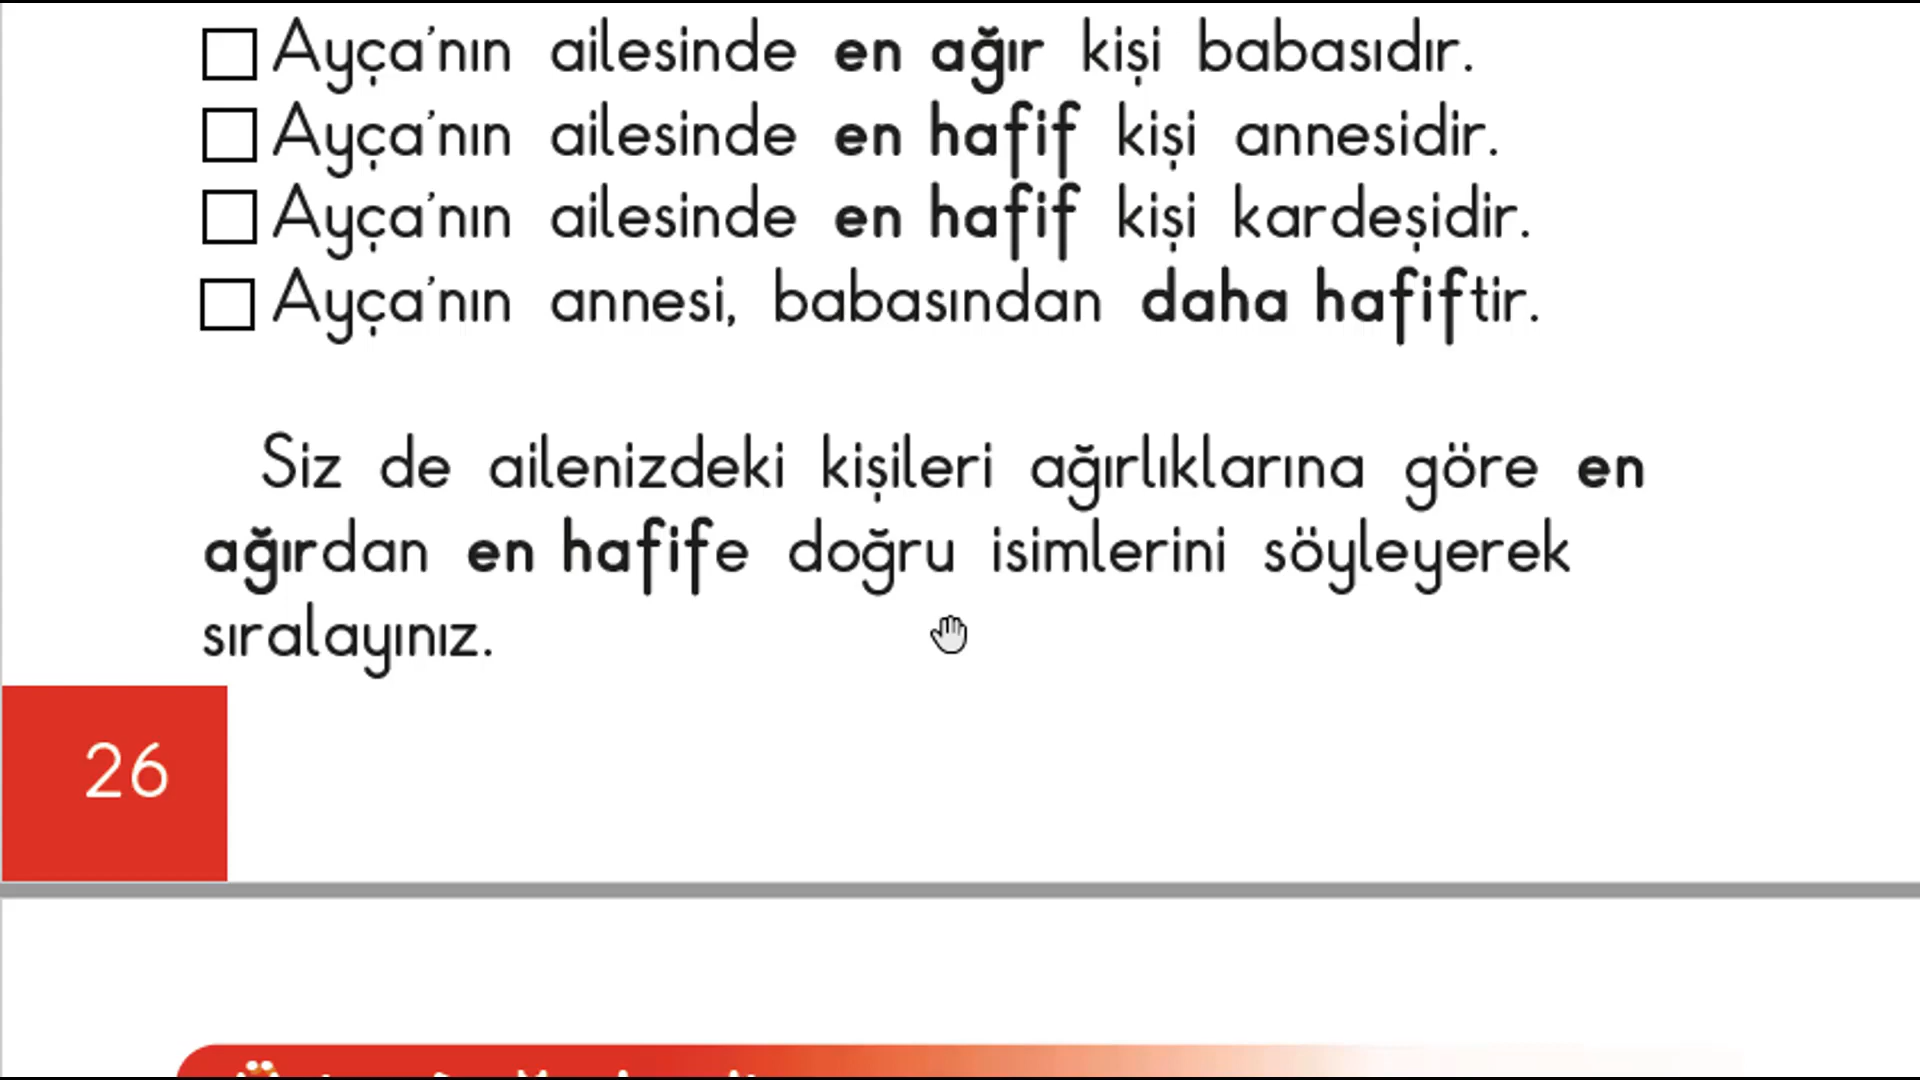 Ayça'nın ailesinde en ağır kişi babasıdır.
Ayça'nın ailesinde en hafif kişi annesidir.
Ayça'nın ailesinde en hafif kişi kardeşidir.
Ayça'nın annesi, babasından daha hafiftir.
Siz de ailenizdeki kişileri ağırlıklarına göre en
ağırdan en hafife doğru isimlerini söyleyerek
sıralayınız.
26